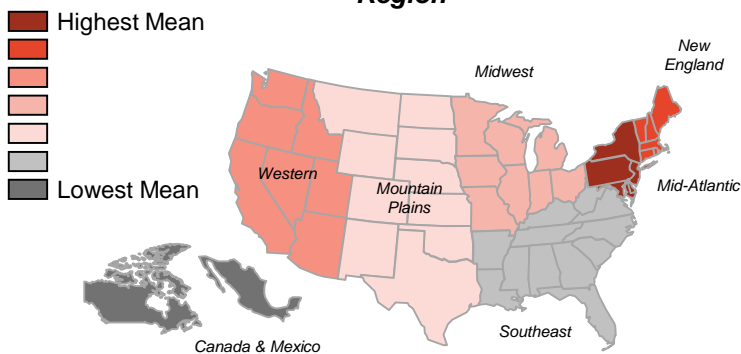 Region
Highest Mean
Lowest Mean
Midwest
New
England
Western
Mountain
Plains
Mid-Atlantic
Southeast
Canada & Mexico